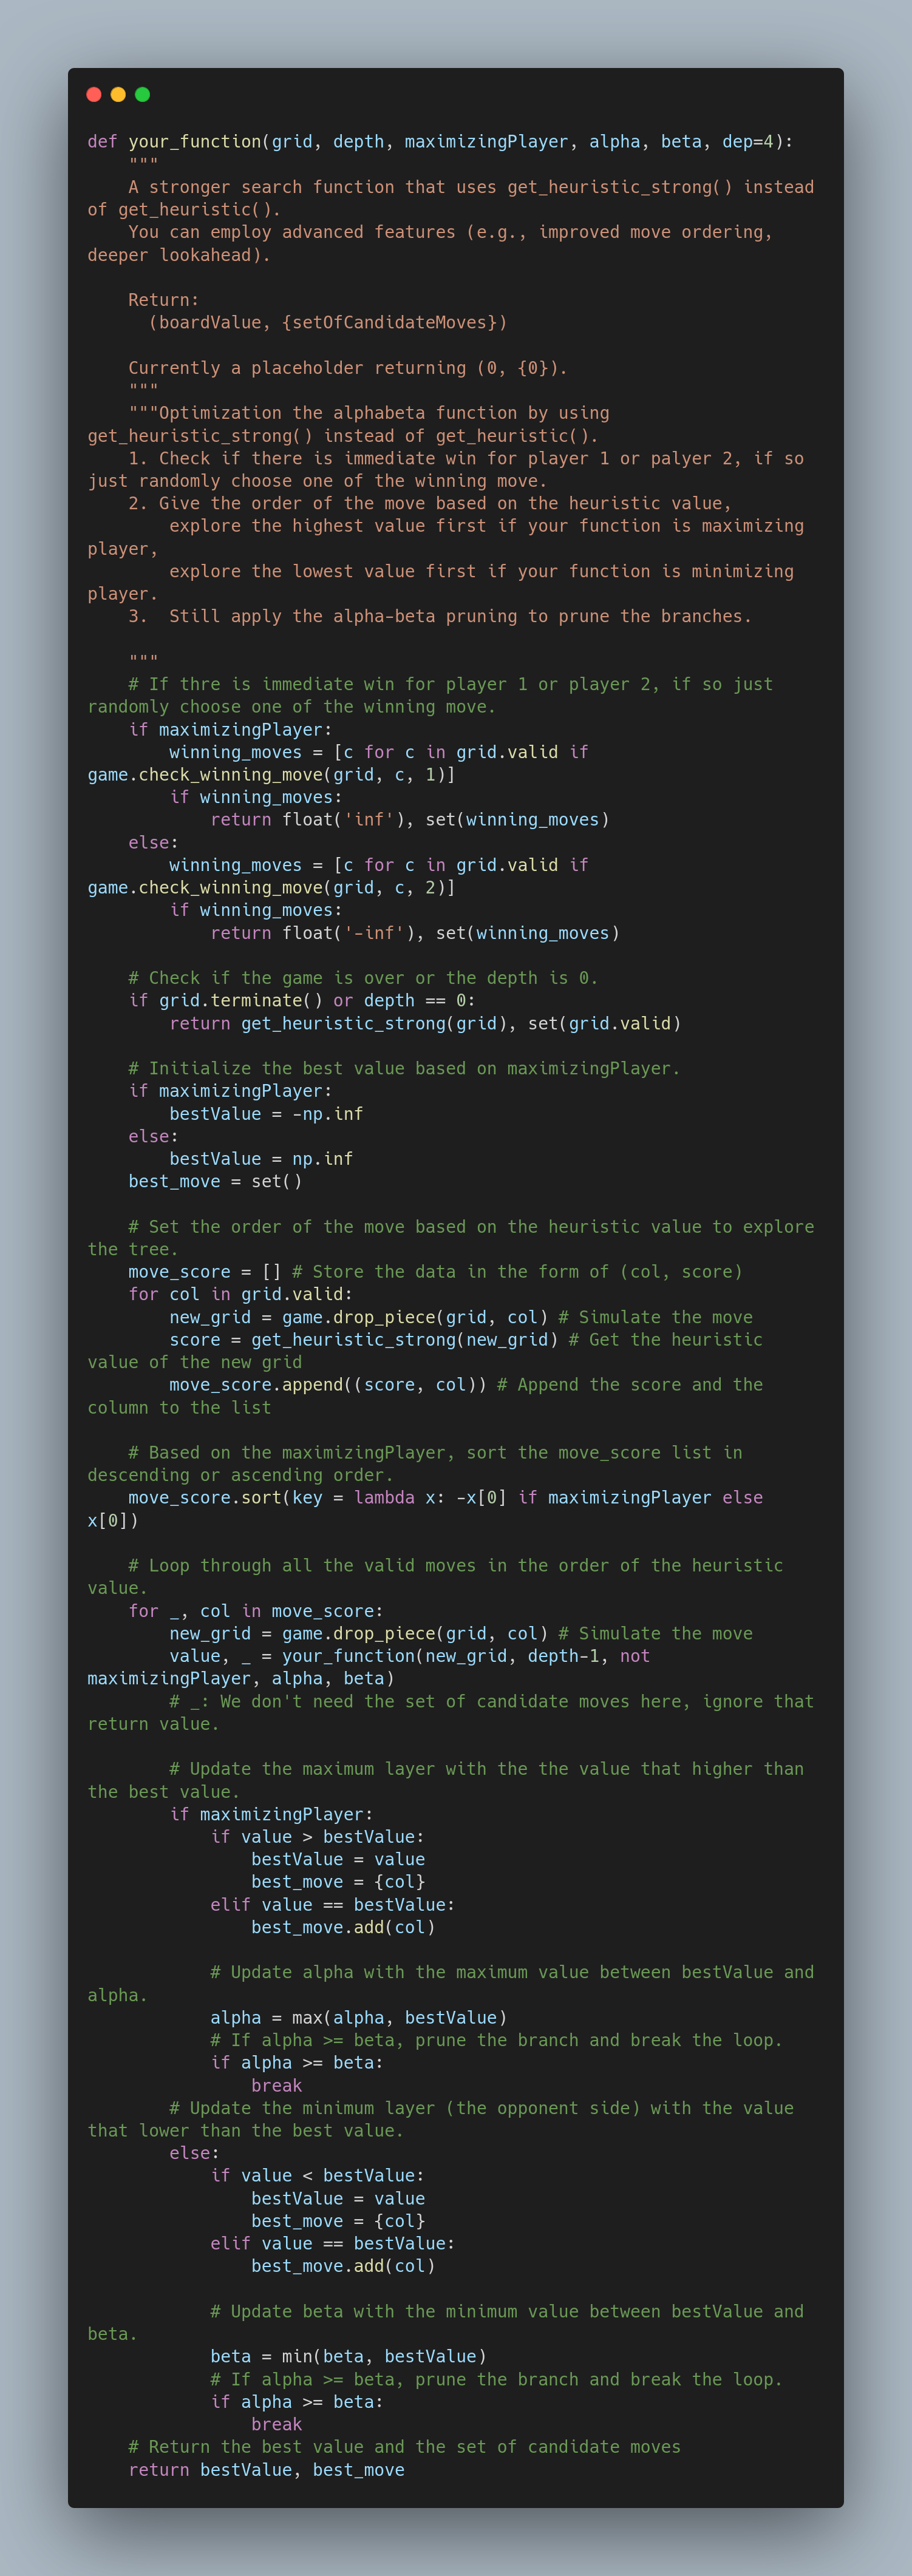 def your_function(grid, depth, maximizingPlayer, alpha, beta, dep=4):
    """
    A stronger search function that uses get_heuristic_strong() instead
of get_heuristic().
    You can employ advanced features (e.g., improved move ordering,
deeper lookahead).

    Return:
      (boardValue, {setOfCandidateMoves})

    Currently a placeholder returning (0, {0}).
    """
    """Optimization the alphabeta function by using
get_heuristic_strong() instead of get_heuristic().
    1. Check if there is immediate win for player 1 or palyer 2, if so
just randomly choose one of the winning move.
    2. Give the order of the move based on the heuristic value,
        explore the highest value first if your function is maximizing
player,
        explore the lowest value first if your function is minimizing
player.
    3.  Still apply the alpha-beta pruning to prune the branches.

    """
    # If thre is immediate win for player 1 or player 2, if so just
randomly choose one of the winning move.
    if maximizingPlayer:
        winning_moves = [c for c in grid.valid if
game.check_winning_move(grid, c, 1)]
        if winning_moves:
            return float('inf'), set(winning_moves)
    else:
        winning_moves = [c for c in grid.valid if
game.check_winning_move(grid, c, 2)]
        if winning_moves:
            return float('-inf'), set(winning_moves)

    # Check if the game is over or the depth is 0.
    if grid.terminate() or depth == 0:
        return get_heuristic_strong(grid), set(grid.valid)

    # Initialize the best value based on maximizingPlayer.
    if maximizingPlayer:
        bestValue = -np.inf
    else:
        bestValue = np.inf
    best_move = set()

    # Set the order of the move based on the heuristic value to explore
the tree.
    move_score = [] # Store the data in the form of (col, score)
    for col in grid.valid:
        new_grid = game.drop_piece(grid, col) # Simulate the move
        score = get_heuristic_strong(new_grid) # Get the heuristic
value of the new grid
        move_score.append((score, col)) # Append the score and the
column to the list

    # Based on the maximizingPlayer, sort the move_score list in
descending or ascending order.
    move_score.sort(key = lambda x: -x[0] if maximizingPlayer else
x[0])

    # Loop through all the valid moves in the order of the heuristic
value.
    for _, col in move_score:
        new_grid = game.drop_piece(grid, col) # Simulate the move
        value, _ = your_function(new_grid, depth-1, not
maximizingPlayer, alpha, beta)
        # _: We don't need the set of candidate moves here, ignore that
return value.

        # Update the maximum layer with the the value that higher than
the best value.
        if maximizingPlayer:
            if value > bestValue:
                bestValue = value
                best_move = {col}
            elif value == bestValue:
                best_move.add(col)

            # Update alpha with the maximum value between bestValue and
alpha.
            alpha = max(alpha, bestValue)
            # If alpha >= beta, prune the branch and break the loop.
            if alpha >= beta:
                break
        # Update the minimum layer (the opponent side) with the value
that lower than the best value.
        else:
            if value < bestValue:
                bestValue = value
                best_move = {col}
            elif value == bestValue:
                best_move.add(col)

            # Update beta with the minimum value between bestValue and
beta.
            beta = min(beta, bestValue)
            # If alpha >= beta, prune the branch and break the loop.
            if alpha >= beta:
                break
    # Return the best value and the set of candidate moves
    return bestValue, best_move